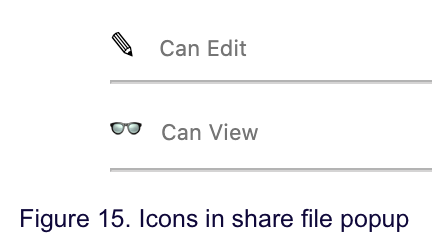 Can Edit
Can View
Figure 15. Icons in share file popup